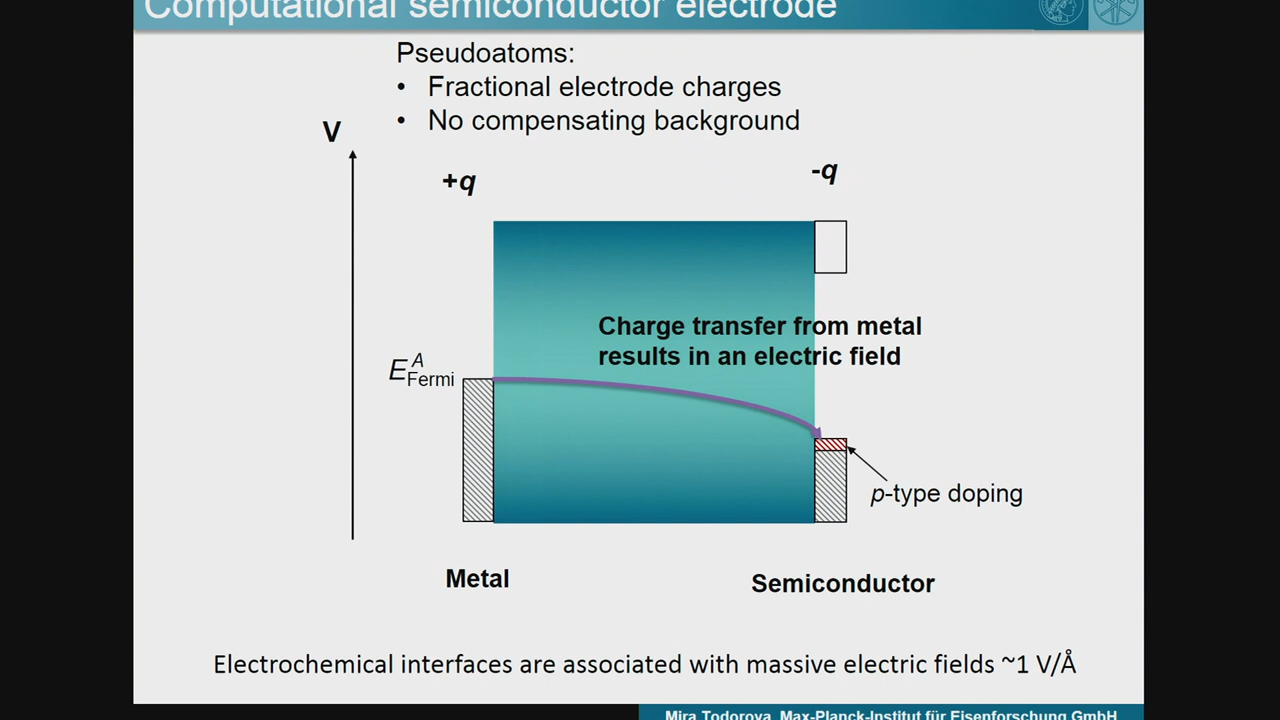 Computational semiconductor electrode
Pseudoatoms:
• Fractional electrode charges
• No compensating background
V
+q
-q
Charge transfer from metal
results in an electric field
E A Fermi
p-type doping
Metal
Semiconductor
Electrochemical interfaces are associated with massive electric fields ~1 V/Å
Mira Todorova, Max-Planck-Institut für Eisenforschung GmbH